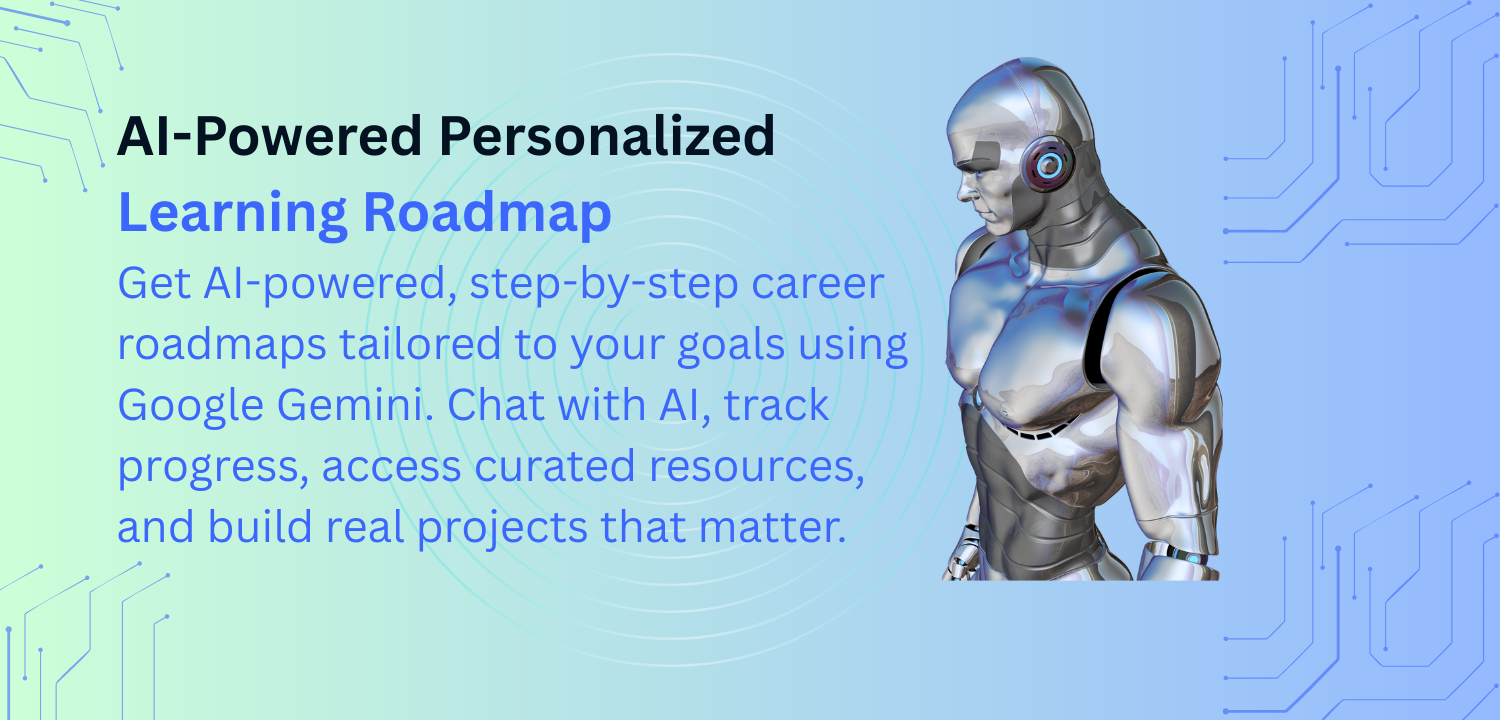 AI-Powered Personalized
Learning Roadmap
Get AI-powered, step-by-step career
roadmaps tailored to your goals using
Google Gemini. Chat with AI, track
progress, access curated resources,
and build real projects that matter.